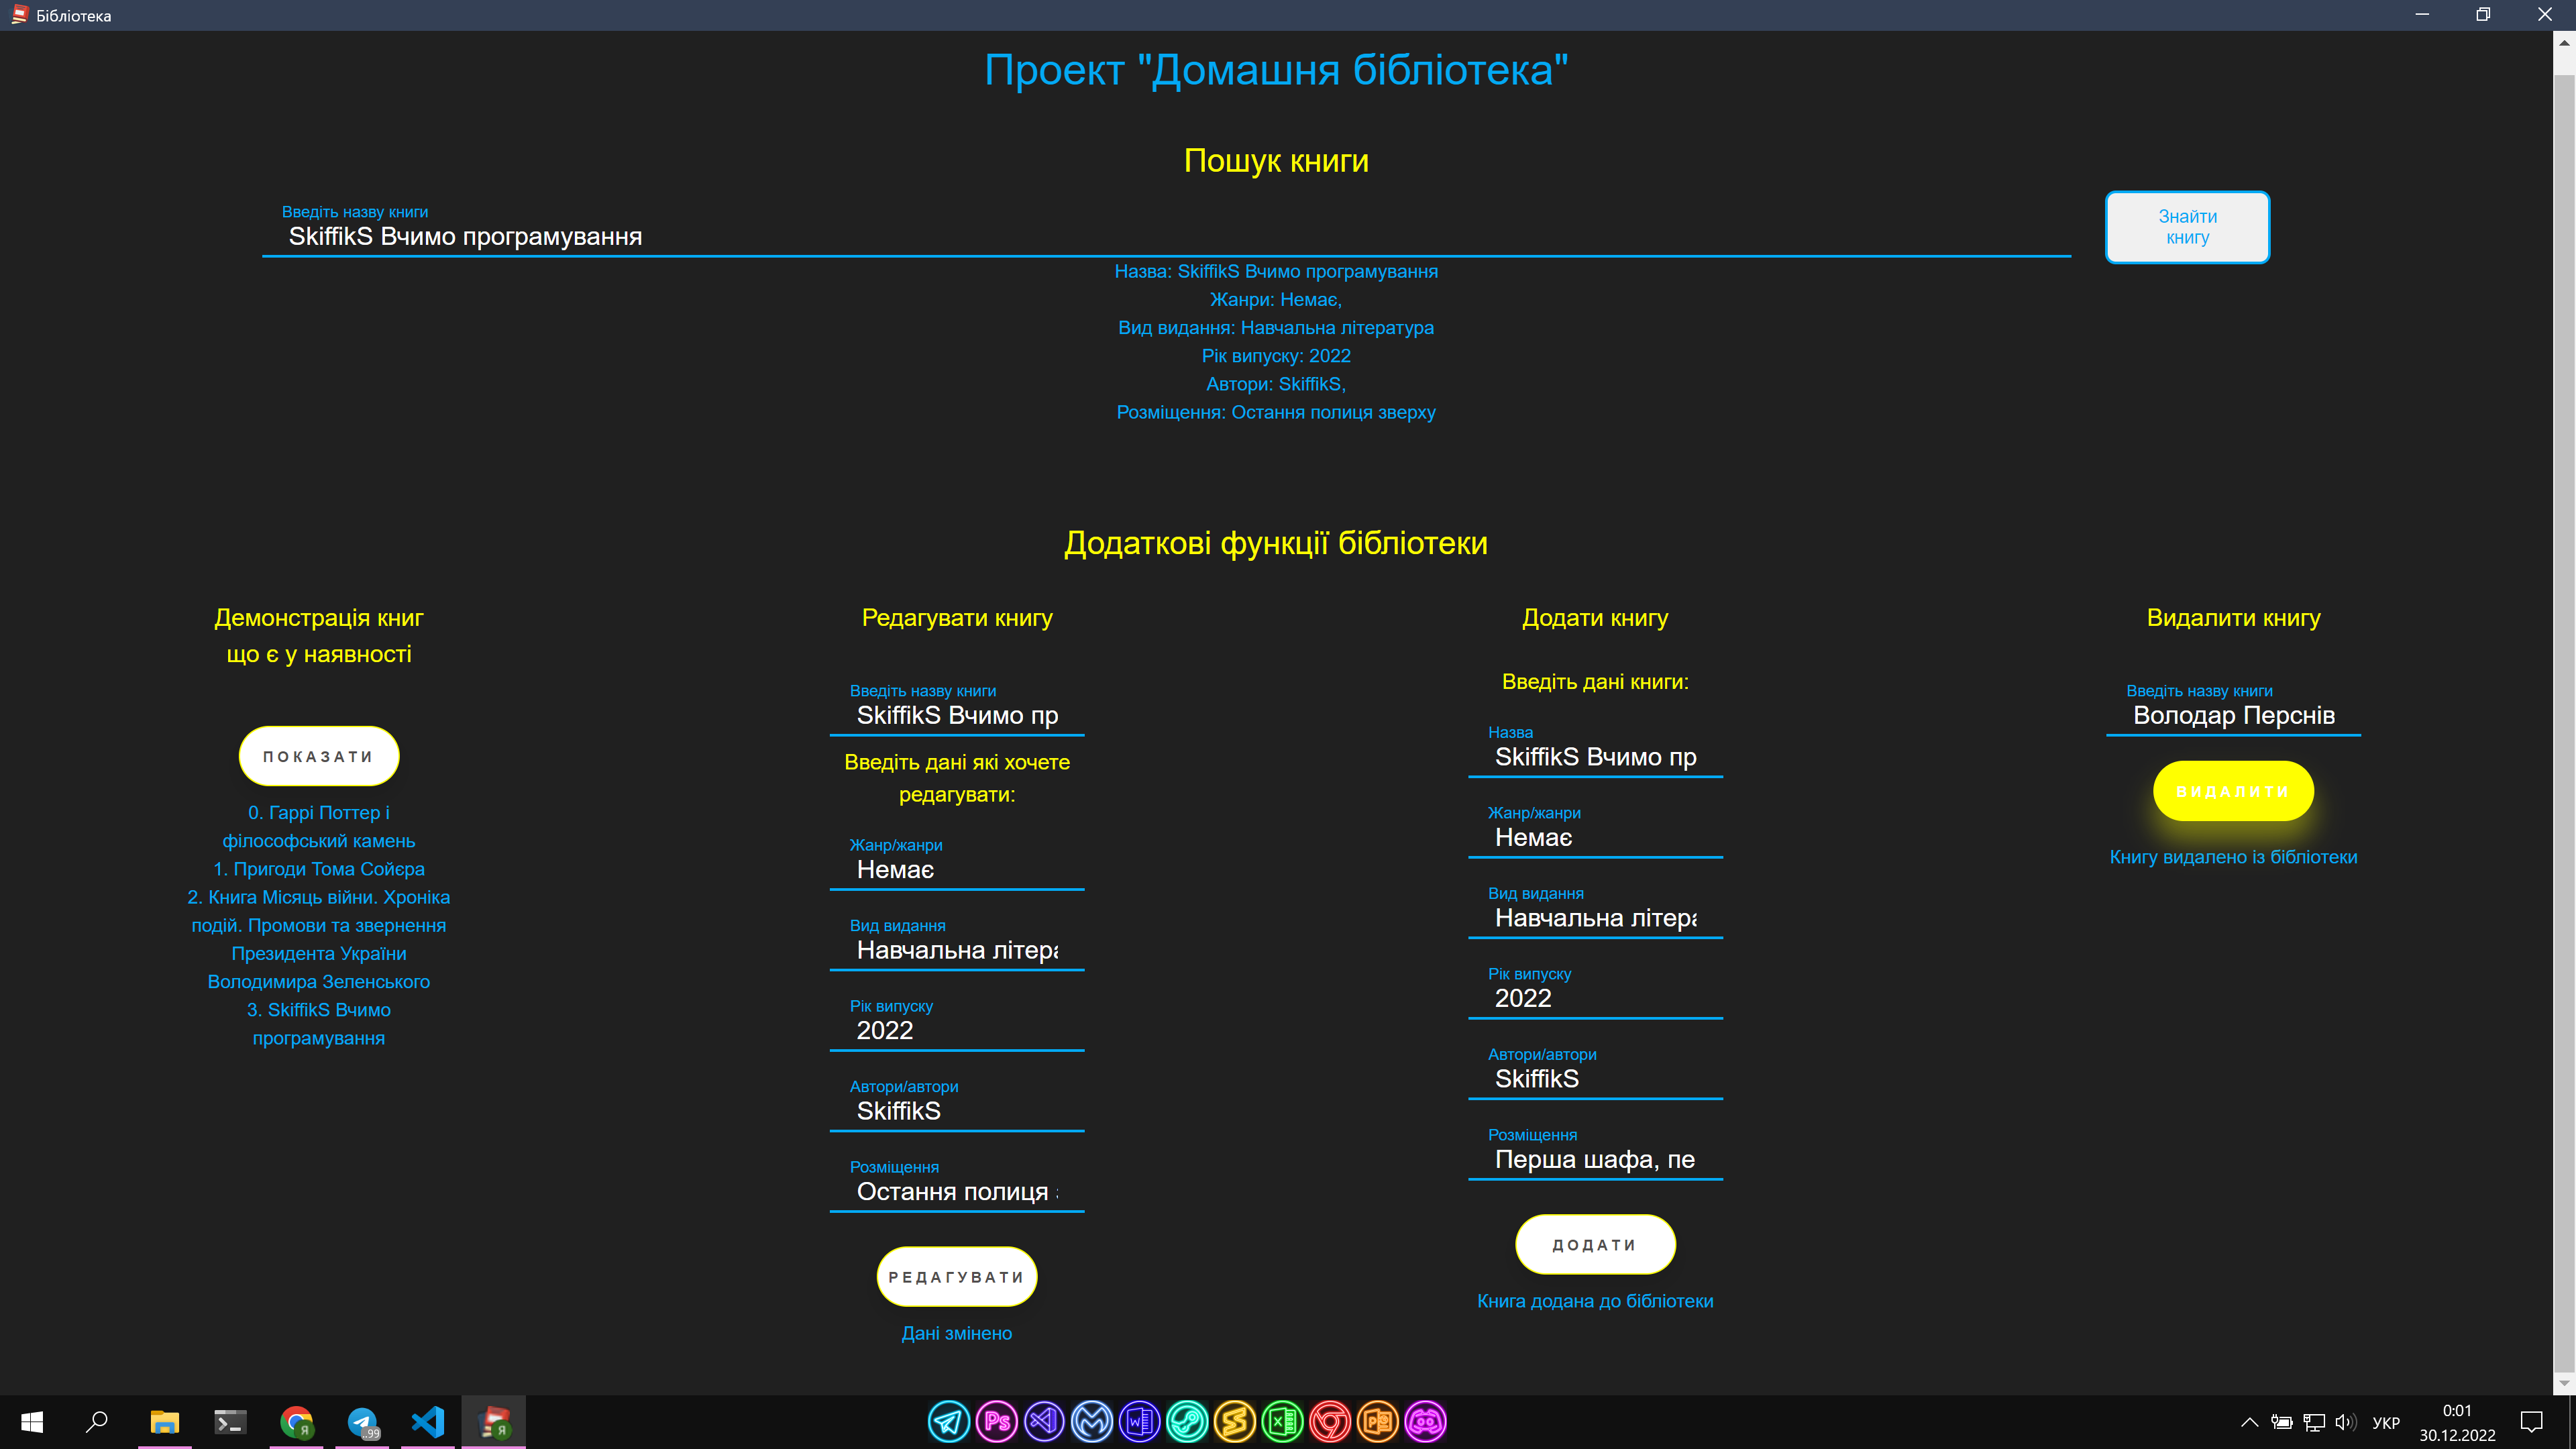 Бібліотека
Проект "Домашня бібліотека"
Пошук книги
Введіть назву книги
SkiffikS Вчимо програмування
Знайти
книгу
Назва: SkiffikS Вчимо програмування
Жанри: Немає,
Вид видання: Навчальна література
Рік випуску: 2022
Автори: SkiffikS,
Розміщення: Остання полиця зверху
Додаткові функції бібліотеки
Демонстрація книг
що є у наявності
ПОКАЗАТИ
0. Гаррі Поттер і
філософський камень
1. Пригоди Тома Сойєра
2. Книга Місяць війни. Хроніка
подій. Промови та звернення
Президента України
Володимира Зеленського
3. SkiffikS Вчимо
програмування
Редагувати книгу
Введіть назву книги
SkiffikS Вчимо пр
Введіть дані які хочете
редагувати:
Жанр/жанри
Немає
Вид видання
Навчальна літера
Рік випуску
2022
Автори/автори
SkiffikS
Розміщення
Остання полиця
РЕДАГУВАТИ
Дані змінено
Додати книгу
Введіть дані книги:
Назва
SkiffikS Вчимо пр
Жанр/жанри
Немає
Вид видання
Навчальна літера
Рік випуску
2022
Автори/автори
SkiffikS
Розміщення
Перша шафа, пе
ДОДАТИ
Книга додана до бібліотеки
Видалити книгу
Введіть назву книги
Володар Перснів
ВИДАЛИТИ
Книгу видалено із бібліотеки
Я
..99
Я
Ps
W
S
X
P
УКР
0:01
30.12.2022